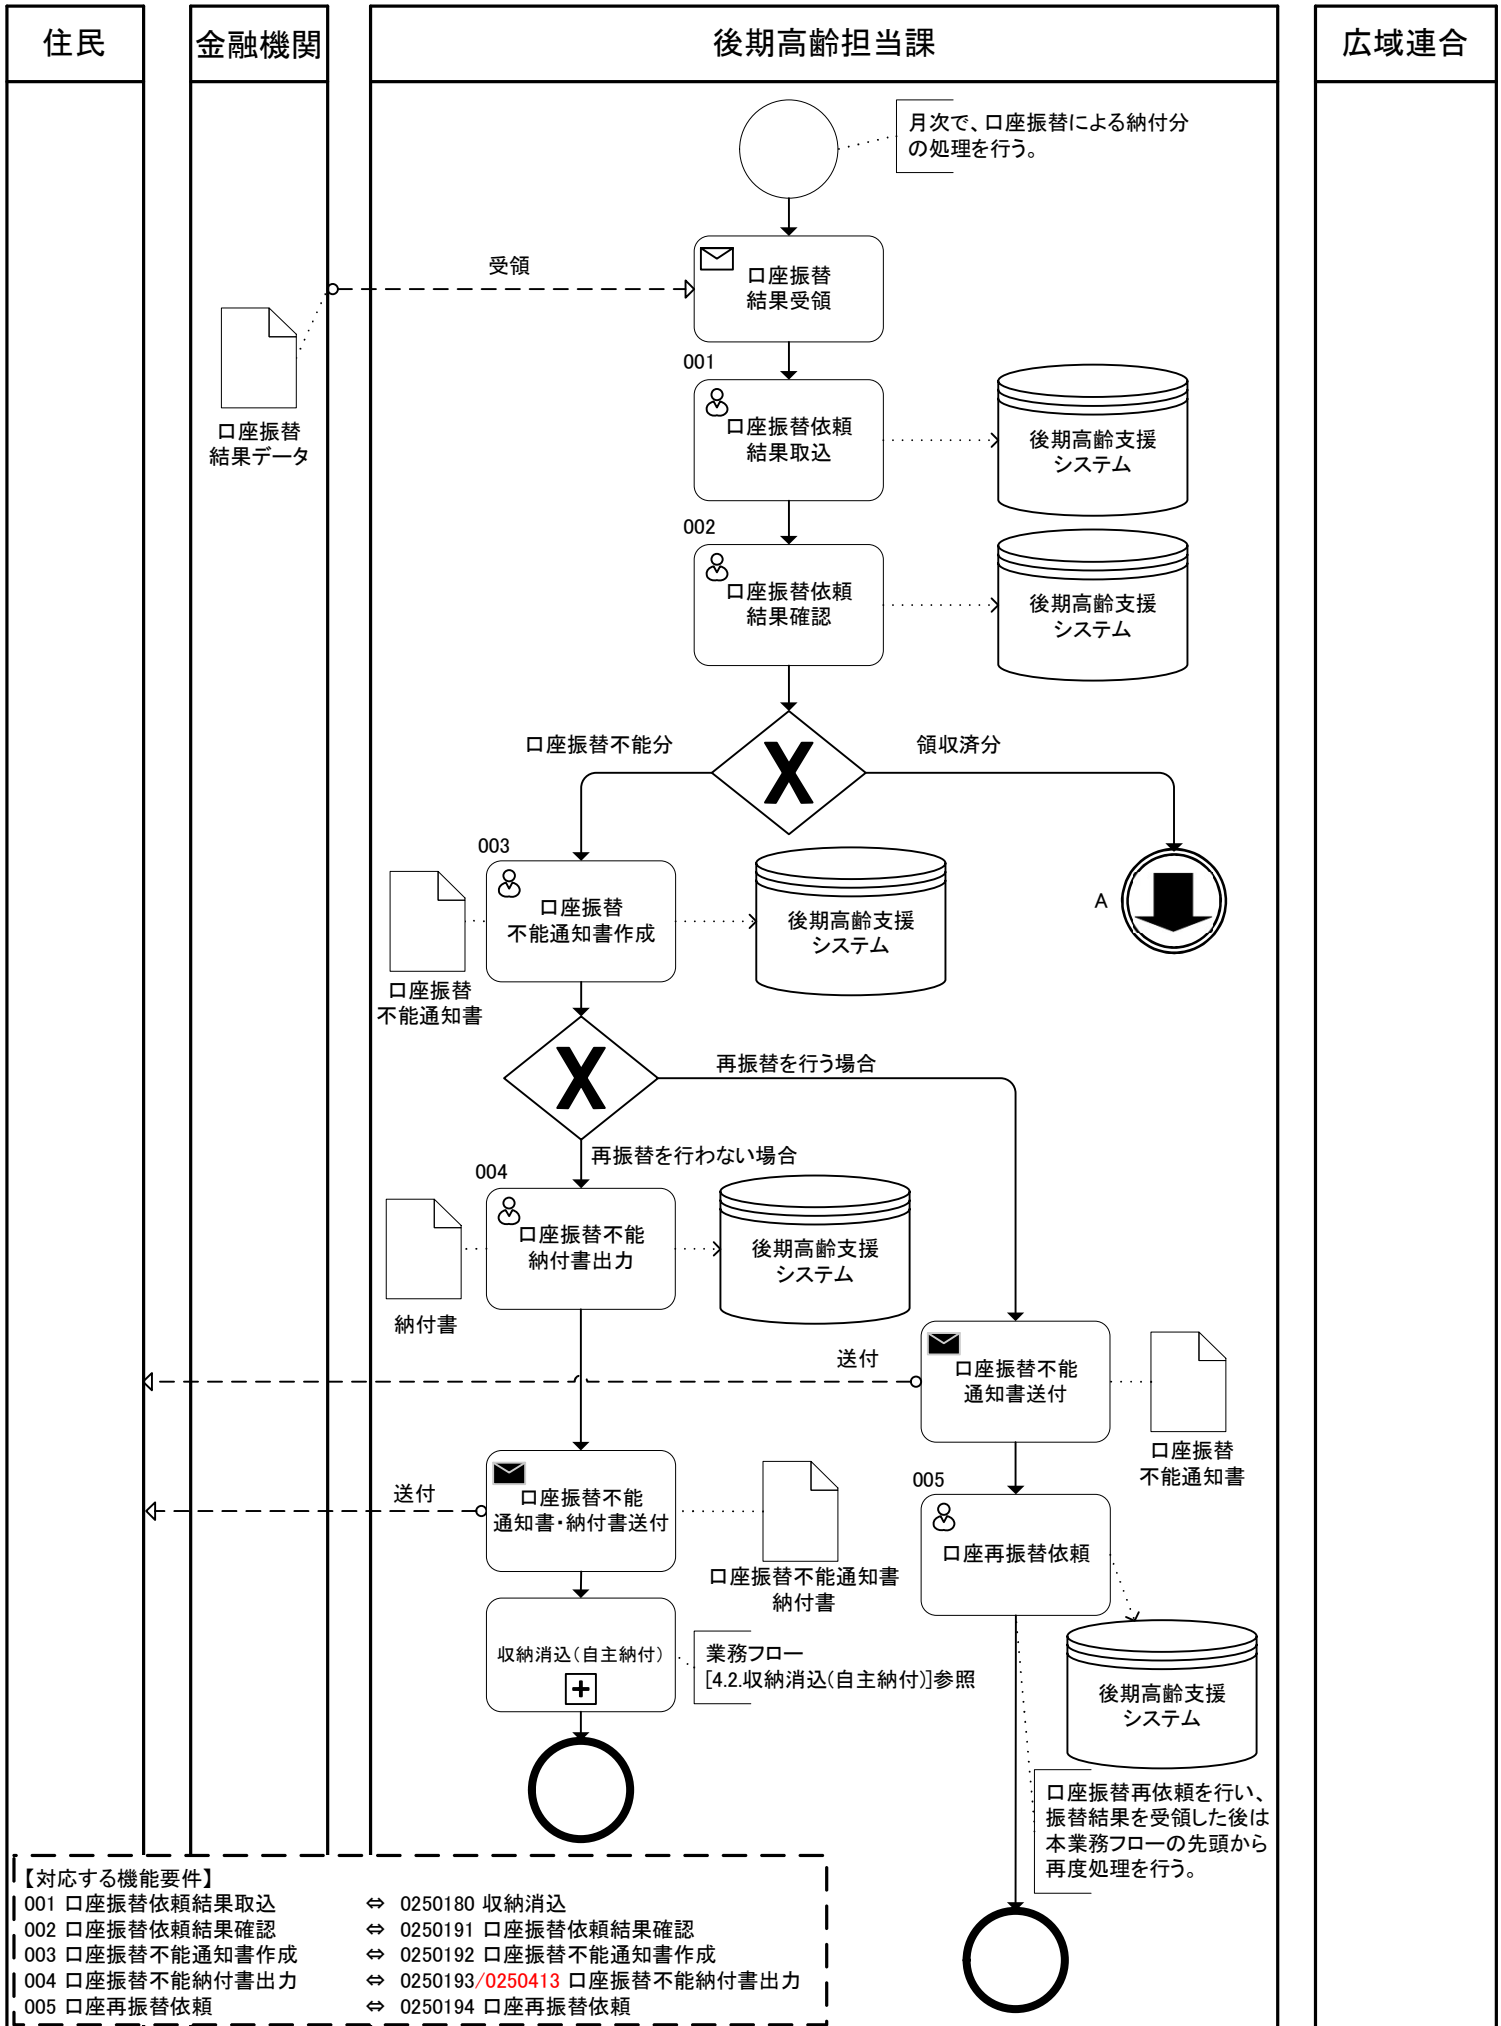 住民
金融機関
後期高齢担当課
広域連合
月次で、口座振替による納付分
の処理を行う。
受領
口座振替
結果受領
口座振替
結果データ
001
口座振替依頼
結果取込
後期高齢支援
システム
002
口座振替依頼
結果確認
後期高齢支援
システム
口座振替不能分
X
領収済分
003
口座振替
不能通知書作成
後期高齢支援
システム
A
口座振替
不能通知書
X
再振替を行う場合
再振替を行わない場合
004
口座振替不能
納付書出力
後期高齢支援
システム
納付書
送付
口座振替不能
通知書送付
口座振替
不能通知書
送付
口座振替不能
通知書・納付書送付
口座振替不能通知書
納付書
005
口座再振替依頼
後期高齢支援
システム
収納消込(自主納付)
業務フロー
[4.2.収納消込(自主納付)]参照
口座振替再依頼を行い、
振替結果を受領した後は
本業務フローの先頭から
再度処理を行う。
【対応する機能要件】
001 口座振替依頼結果取込 ⇔ 0250180 収納消込
002 口座振替依頼結果確認 ⇔ 0250191 口座振替依頼結果確認
003 口座振替不能通知書作成 ⇔ 0250192 口座振替不能通知書作成
004 口座振替不能納付書出力 ⇔ 0250193/0250413 口座振替不能納付書出力
005 口座再振替依頼 ⇔ 0250194 口座再振替依頼